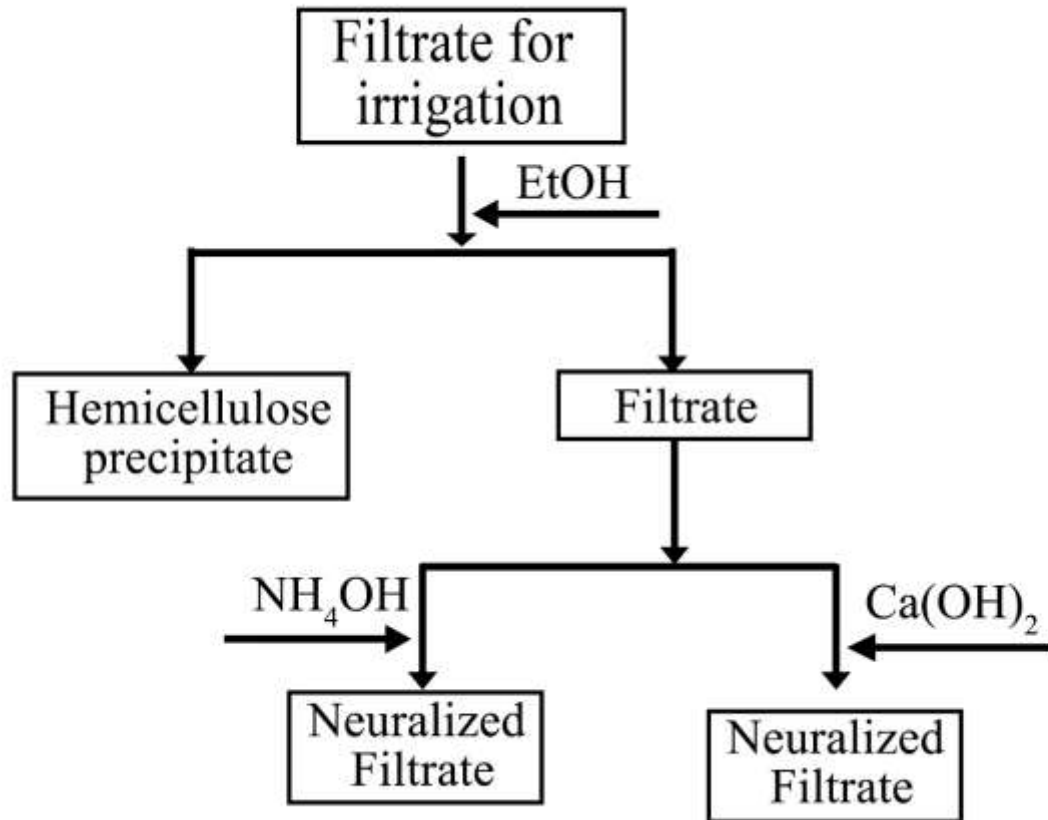 Filtrate for
irrigation
EtOH
Hemicellulose
precipitate
Filtrate
NH₄OH
Ca(OH)₂
Neuralized
Filtrate
Neuralized
Filtrate